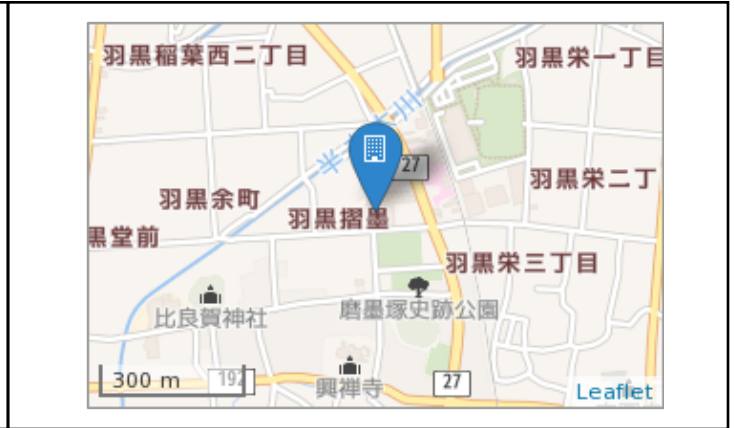 羽黒稲葉西二丁目
羽黒栄一丁目
27
羽黒栄二丁
羽黒余町
羽黒摺墨
黒堂前
羽黒栄三丁目
比良賀神社
磨墨塚史跡公園
300 m
192
興禅寺
27
Leaflet